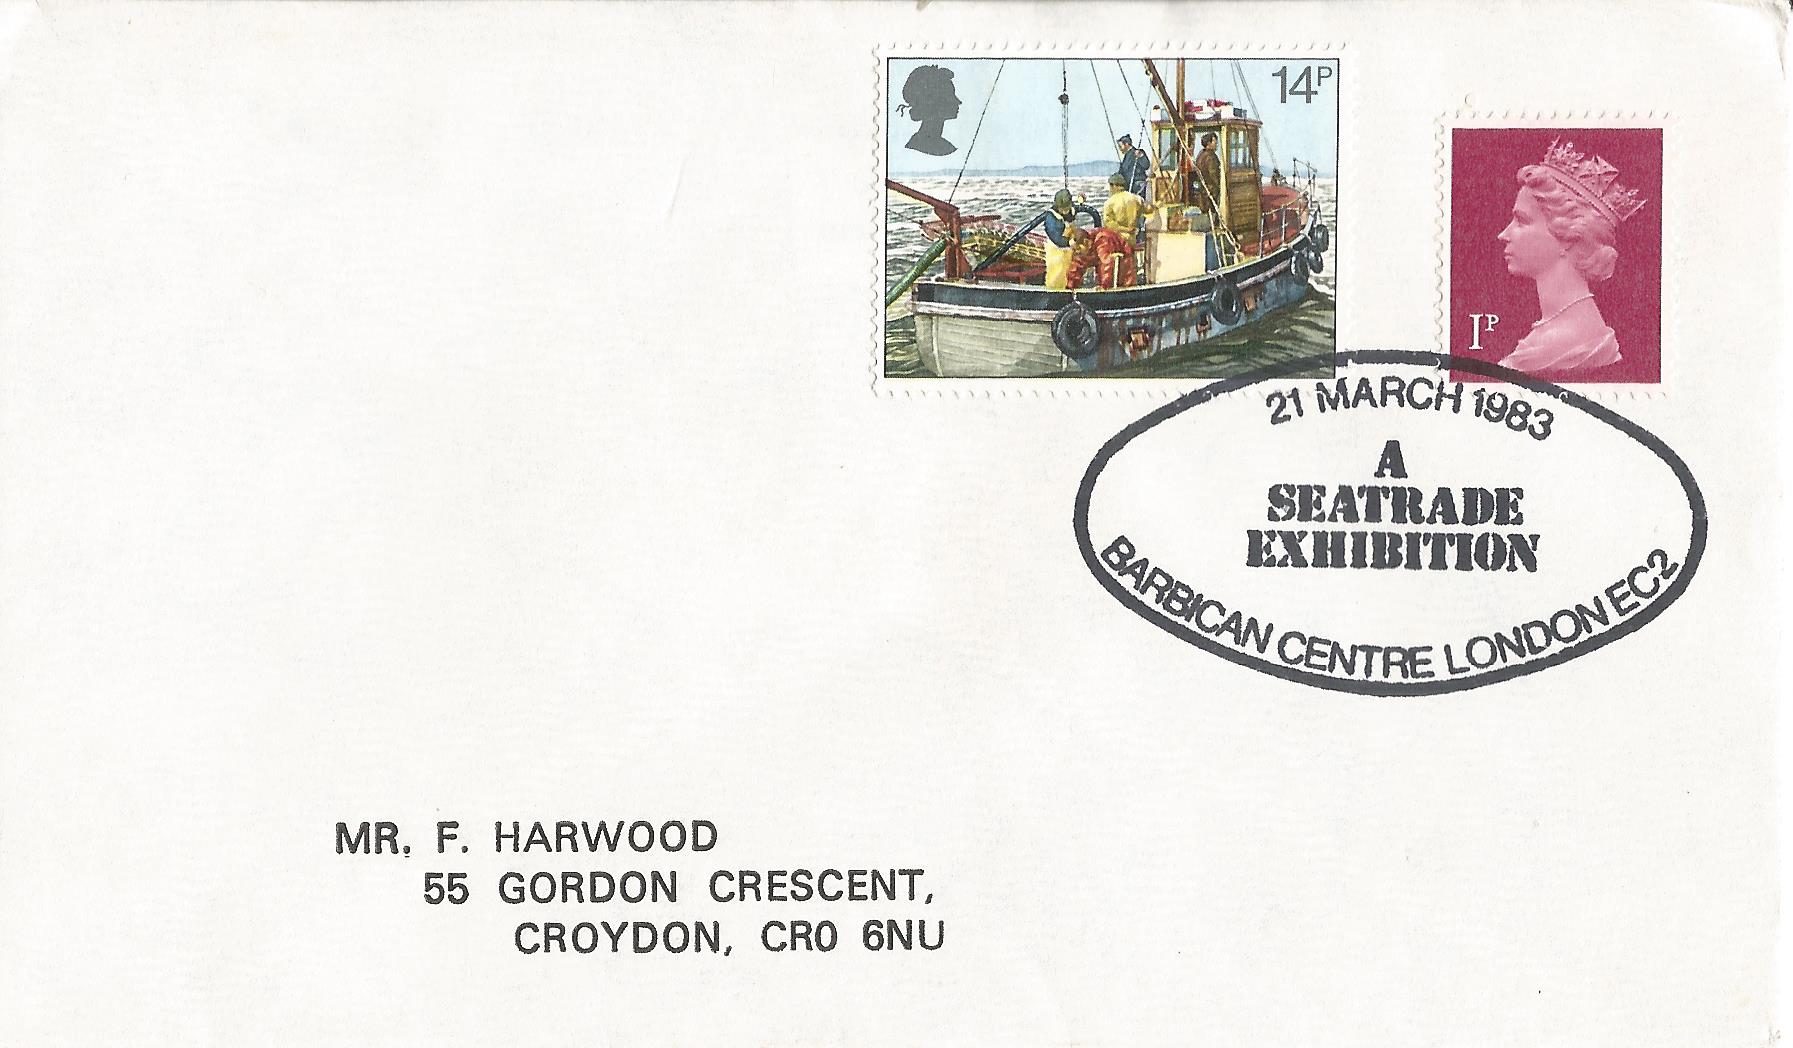 14P
1P
21 MARCH 1983
A
SEATRADE
EXHIBITION
BARBICAN CENTRE LONDON EC2
MR. F. HARWOOD
55 GORDON CRESCENT,
CROYDON, CR0 6NU